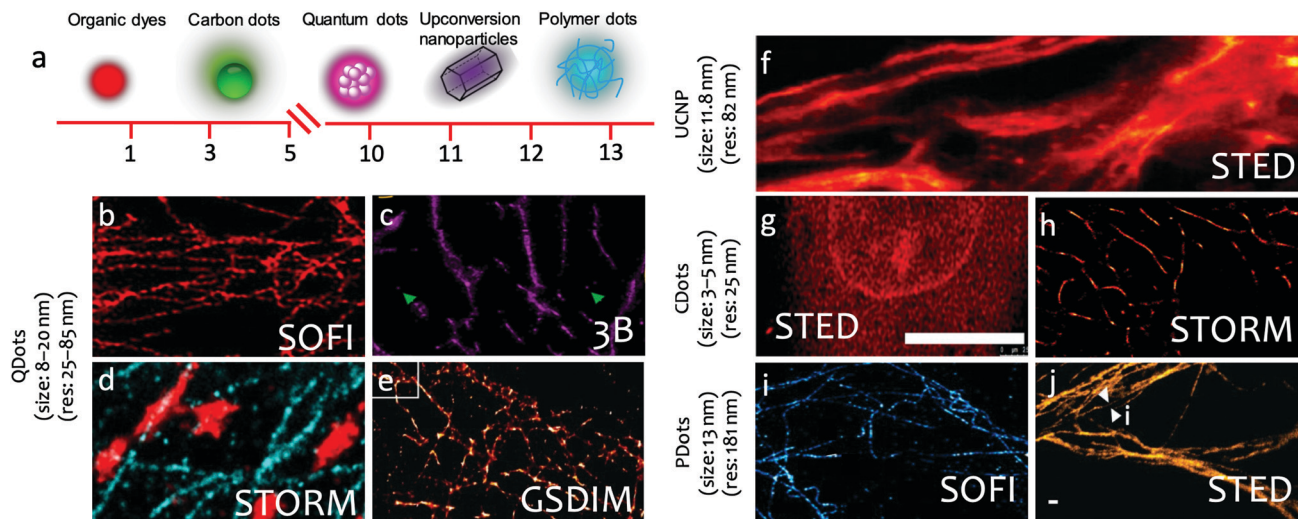 a
Organic dyes
Carbon dots
Quantum dots
Upconversion
nanoparticles
Polymer dots
1
3
5
10
11
12
13
QDots
(size: 8–20 nm)
(res: 25–85 nm)
b
SOFI
c
3B
d
STORM
e
GSDIM
UCNP
(size: 11.8 nm)
(res: 82 nm)
f
STED
CDots
(size: 3–5 nm)
(res: 25 nm)
g
STED
h
STORM
PDots
(size: 13 nm)
(res: 181 nm)
i
SOFI
j
i
STED